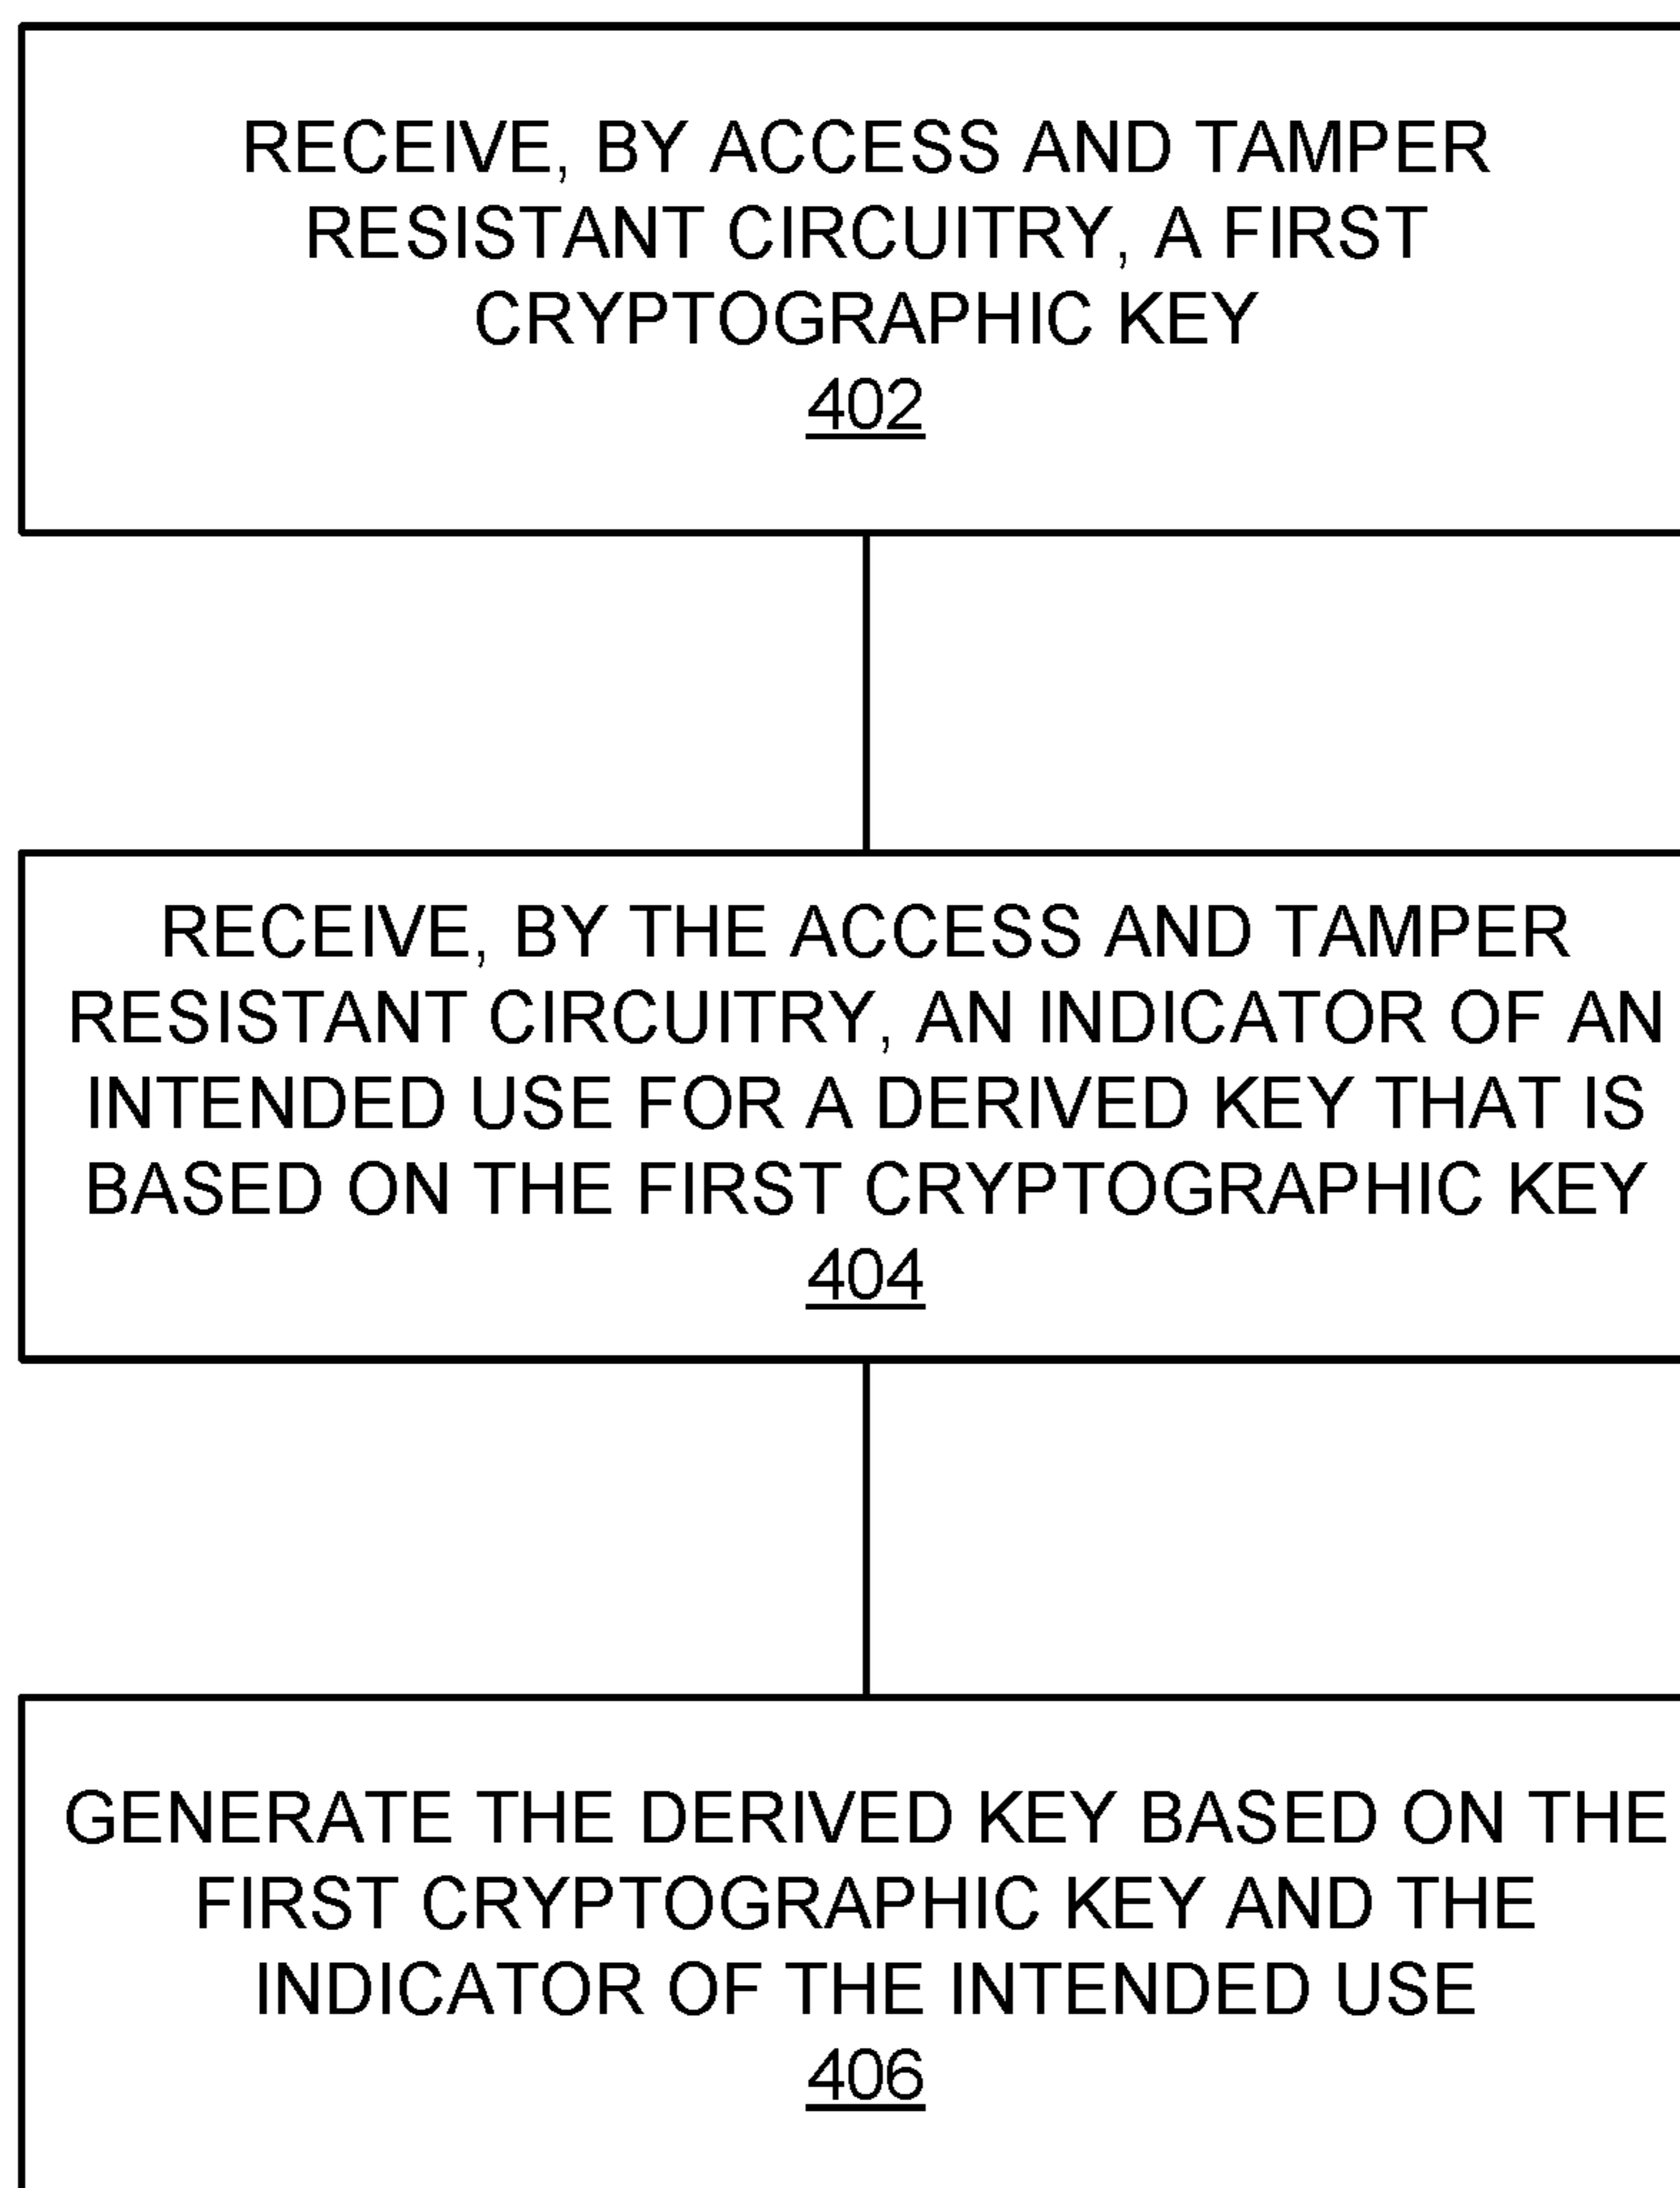 RECEIVE, BY ACCESS AND TAMPER
RESISTANT CIRCUITRY, A FIRST
CRYPTOGRAPHIC KEY
402
RECEIVE, BY THE ACCESS AND TAMPER
RESISTANT CIRCUITRY, AN INDICATOR OF AN
INTENDED USE FOR A DERIVED KEY THAT IS
BASED ON THE FIRST CRYPTOGRAPHIC KEY
404
GENERATE THE DERIVED KEY BASED ON THE
FIRST CRYPTOGRAPHIC KEY AND THE
INDICATOR OF THE INTENDED USE
406